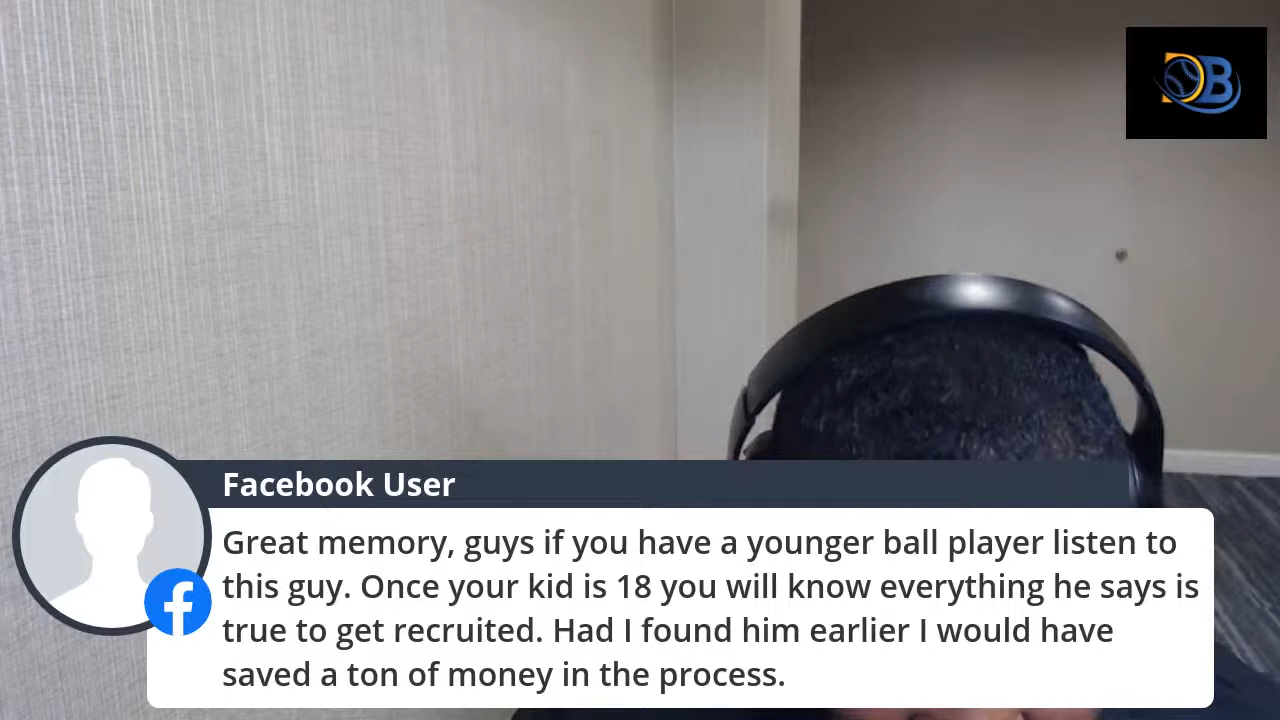 DB
Facebook User
Great memory, guys if you have a younger ball player listen to
this guy. Once your kid is 18 you will know everything he says is
true to get recruited. Had I found him earlier I would have
saved a ton of money in the process.